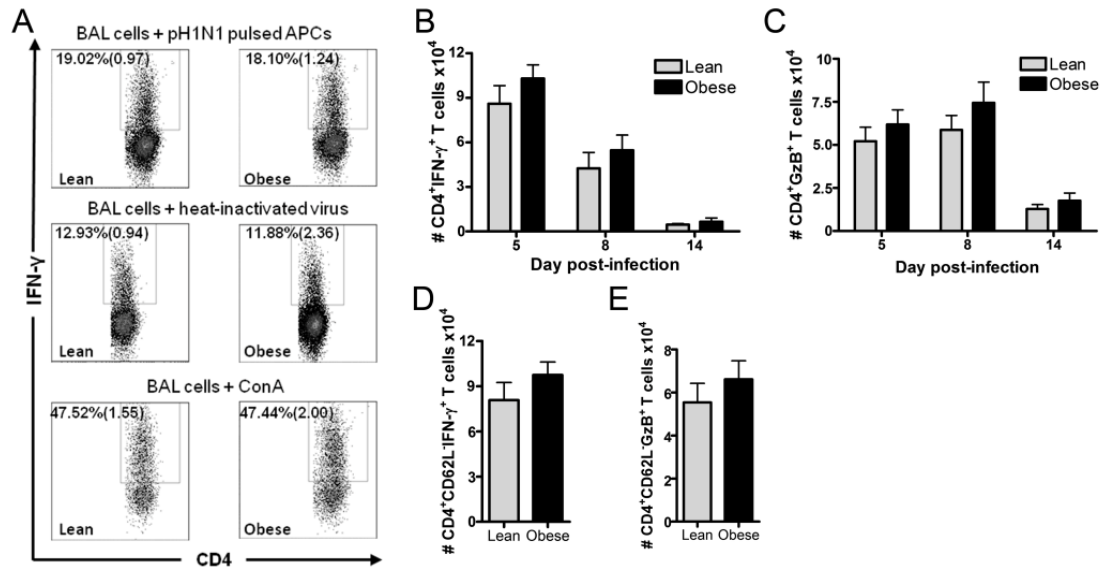 A
BAL cells + pH1N1 pulsed APCs
19.02%(0.97)
18.10%(1.24)
Lean
Obese
BAL cells + heat-inactivated virus
12.93%(0.94)
11.88%(2.36)
Lean
Obese
BAL cells + ConA
47.52%(1.55)
47.44%(2.00)
Lean
Obese
IFN-γ
CD4
B
# CD4⁺IFN-γ⁺ T cells x10⁴
12
9
6
3
0
Lean
Obese
5
8
14
Day post-infection
C
# CD4⁺GzB⁺ T cells x10⁴
10.0
7.5
5.0
2.5
0
Lean
Obese
5
8
14
Day post-infection
D
# CD4⁺CD62L⁻IFN-γ⁺ T cells x10⁴
12
9
6
3
0
Lean
Obese
E
# CD4⁺CD62L⁻GzB⁺ T cells x10⁴
8
6
4
2
0
Lean
Obese